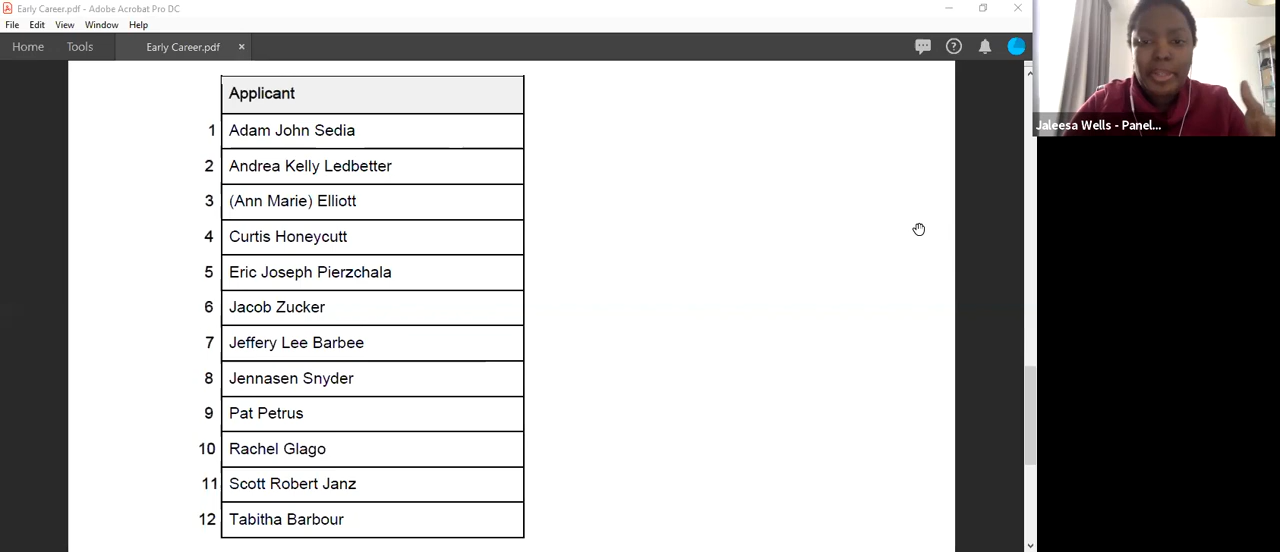 Early Career.pdf - Adobe Acrobat Pro DC
File Edit View Window Help
Home Tools Early Career.pdf ×
Applicant
1 Adam John Sedia
2 Andrea Kelly Ledbetter
3 (Ann Marie) Elliott
4 Curtis Honeycutt
5 Eric Joseph Pierzchala
6 Jacob Zucker
7 Jeffery Lee Barbee
8 Jennasen Snyder
9 Pat Petrus
10 Rachel Glago
11 Scott Robert Janz
12 Tabitha Barbour
Jaleesa Wells - Panel...